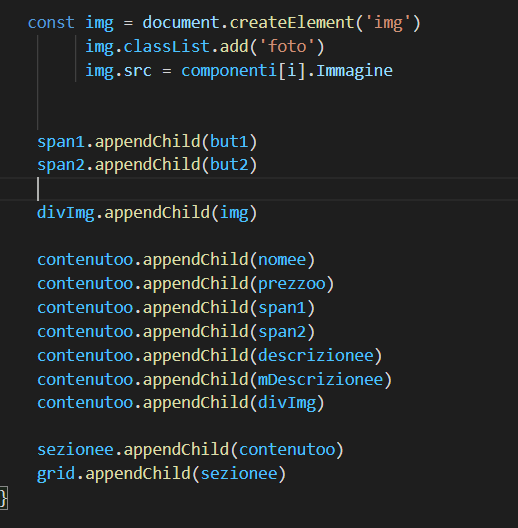 const img = document.createElement('img')
img.classList.add('foto')
img.src = componenti[i].Immagine
span1.appendChild(but1)
span2.appendChild(but2)
divImg.appendChild(img)
contenutoo.appendChild(nomee)
contenutoo.appendChild(prezzoo)
contenutoo.appendChild(span1)
contenutoo.appendChild(span2)
contenutoo.appendChild(descrizionee)
contenutoo.appendChild(mDescrizionee)
contenutoo.appendChild(divImg)
sezionee.appendChild(contenutoo)
grid.appendChild(sezionee)
}